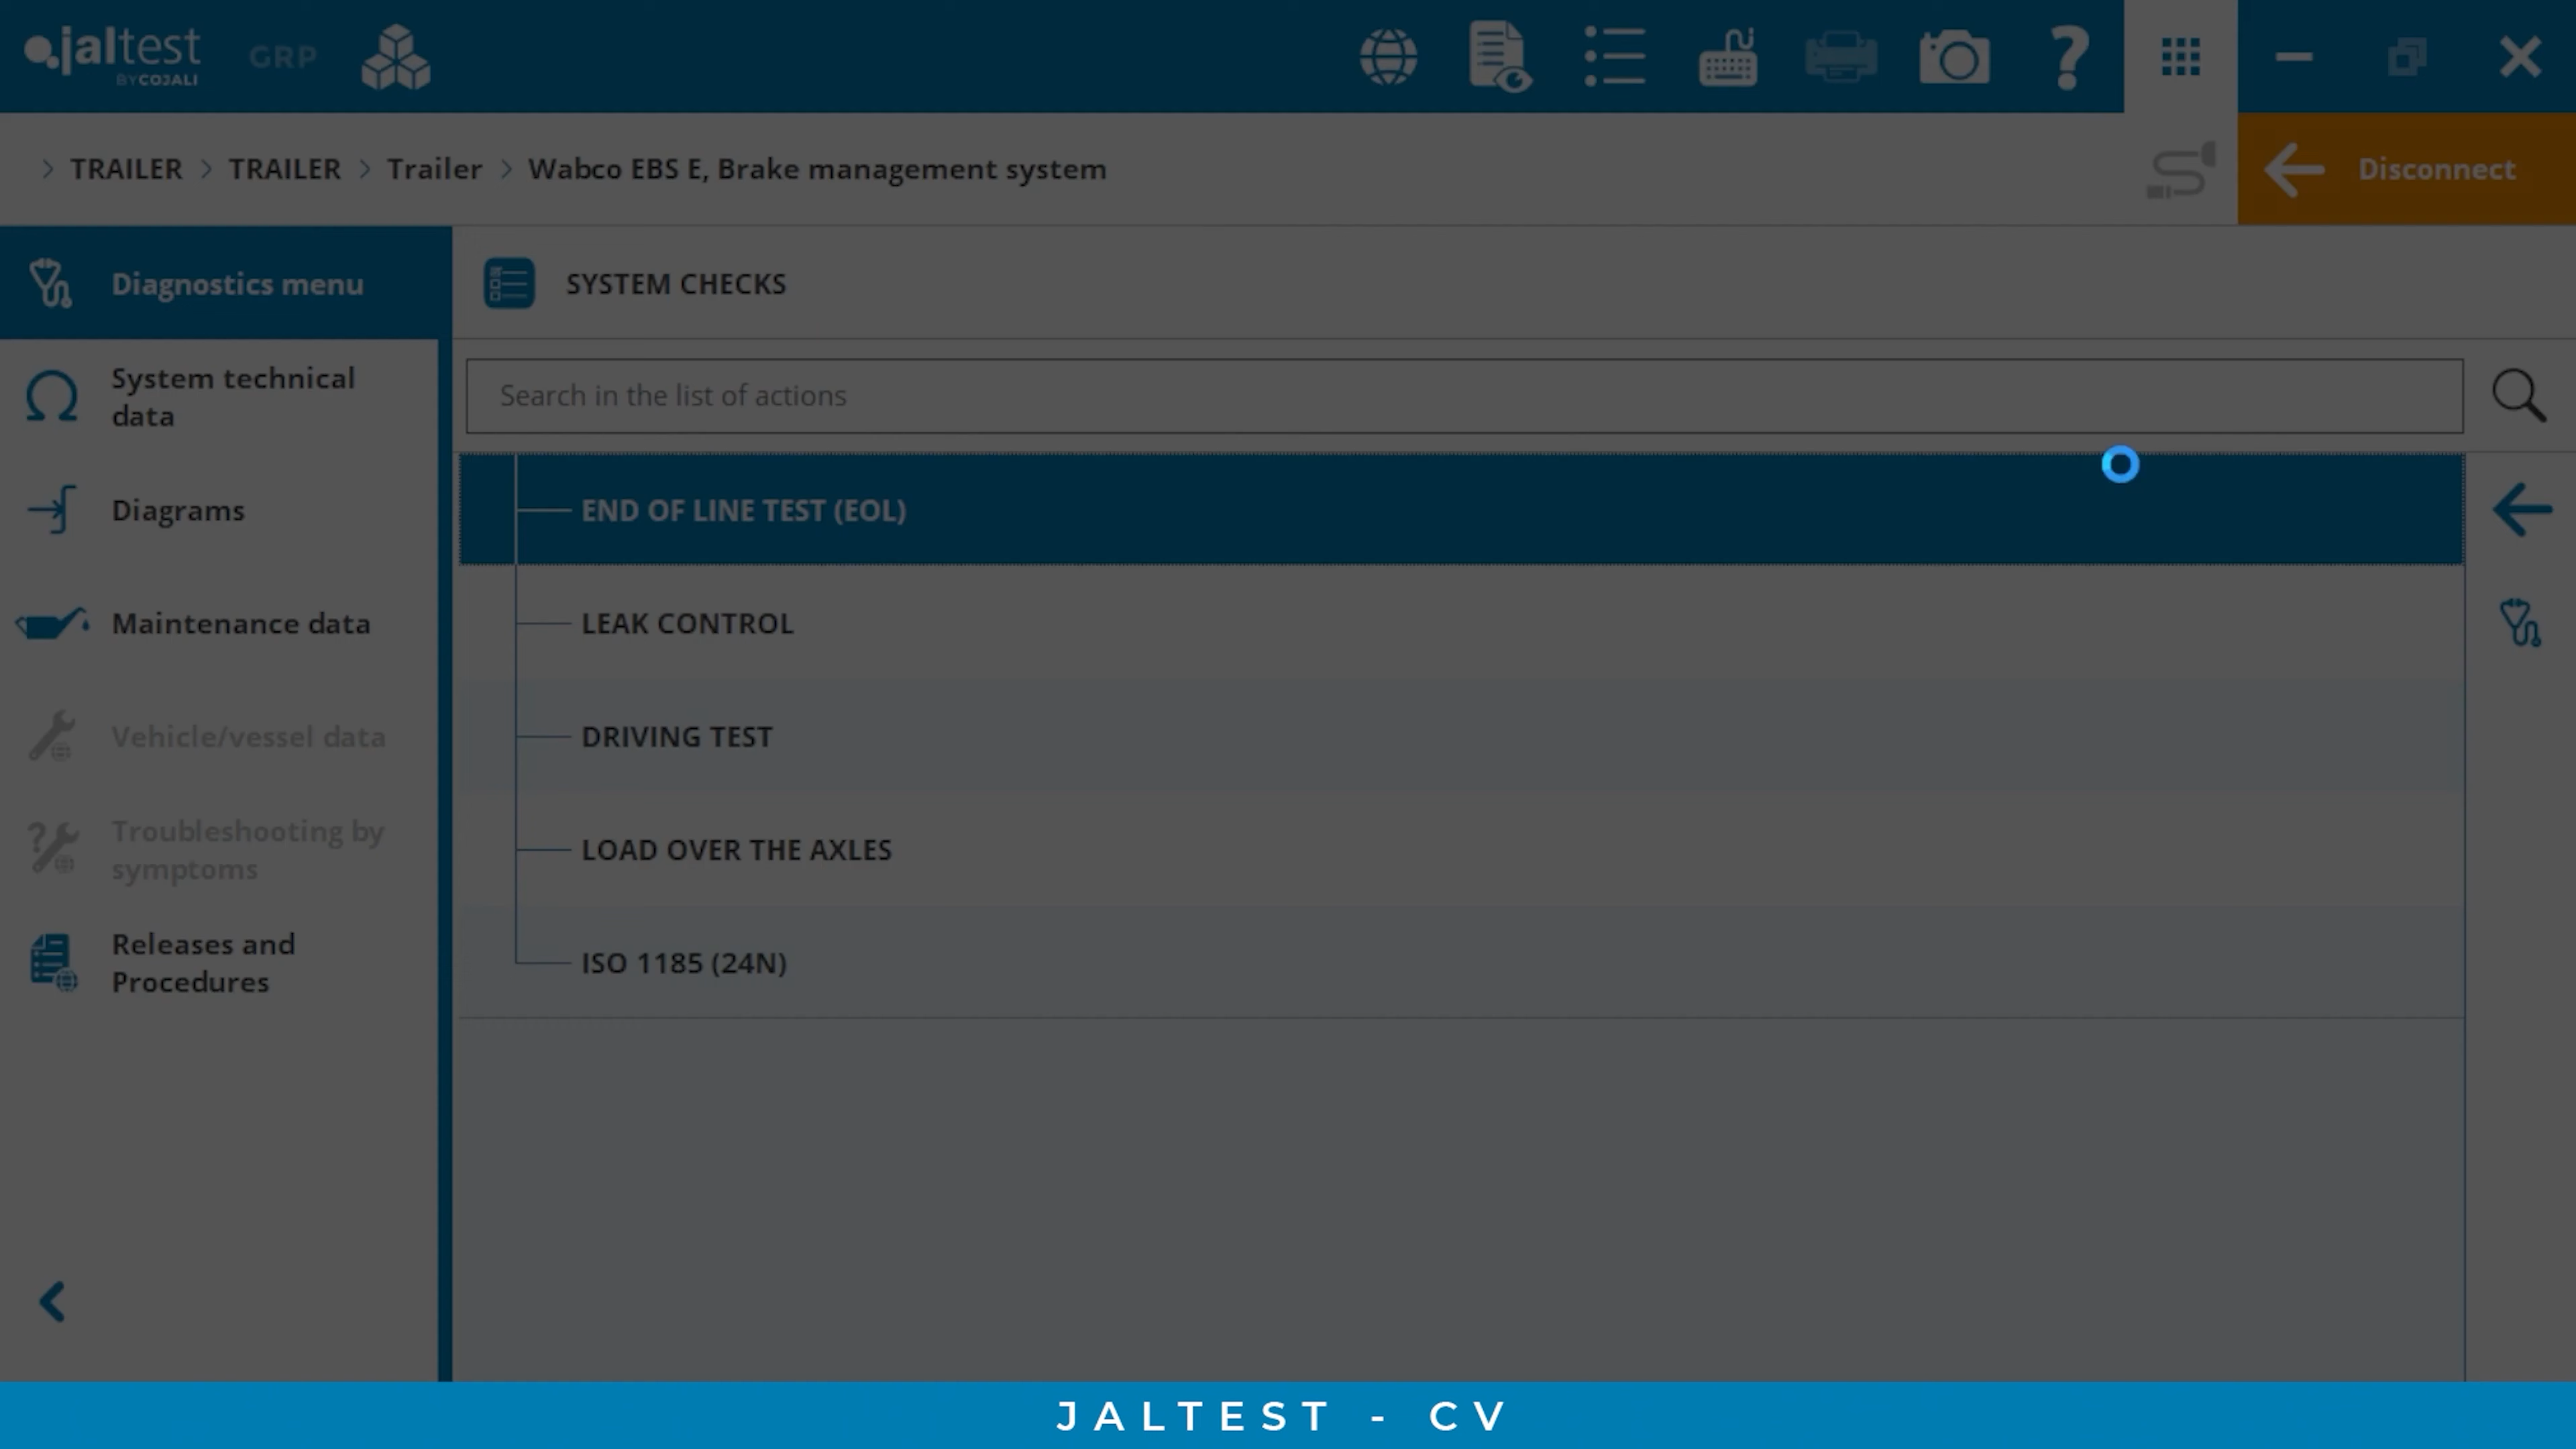 jaltest
BY COJALI
GRP
TRAILER > TRAILER > Trailer > Wabco EBS E, Brake management system
Disconnect
Diagnostics menu
System technical
data
Diagrams
Maintenance data
Vehicle/vessel data
Troubleshooting by
symptoms
Releases and
Procedures
SYSTEM CHECKS
Search in the list of actions
END OF LINE TEST (EOL)
LEAK CONTROL
DRIVING TEST
LOAD OVER THE AXLES
ISO 1185 (24N)
JALTEST - CV